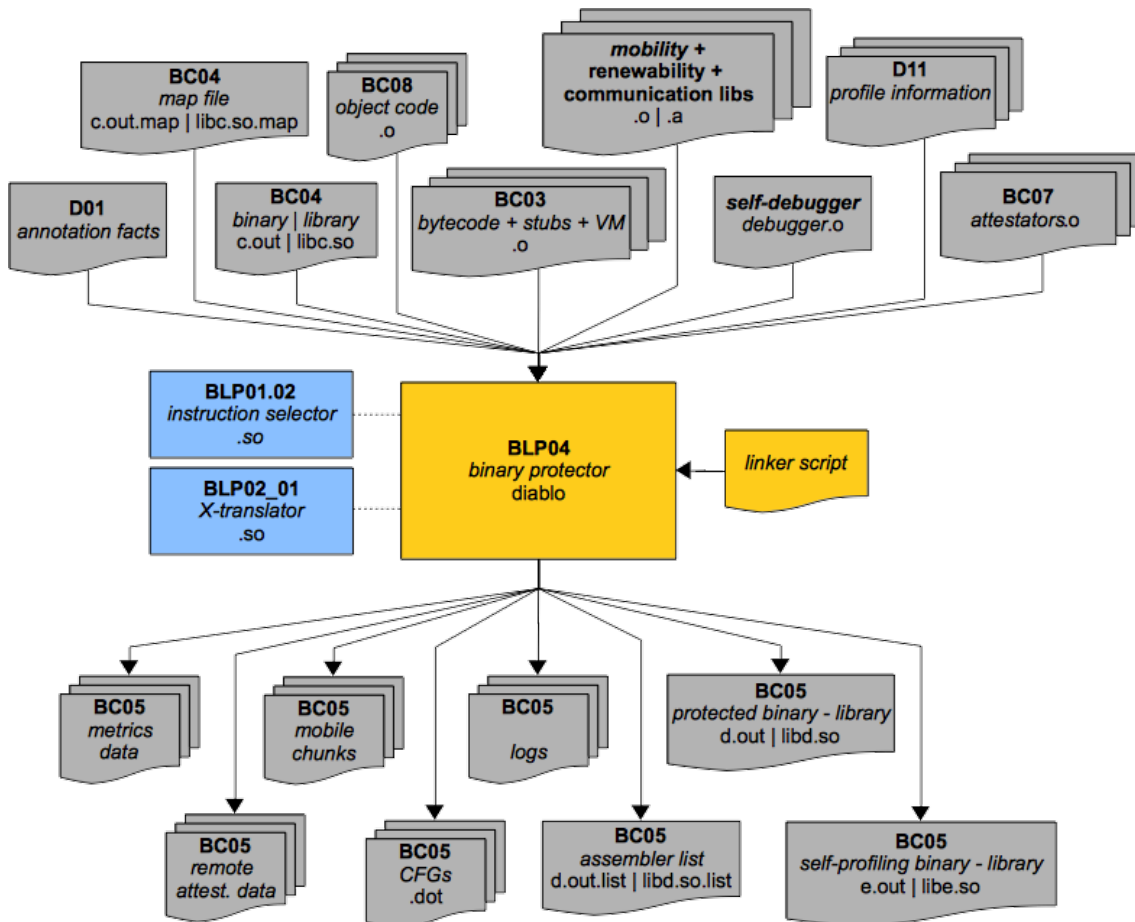 BC04
map file
c.out.map | libc.so.map
BC08
object code
.o
mobility +
renewability +
communication libs
.o | .a
D11
profile information
D01
annotation facts
BC04
binary | library
c.out | libc.so
BC03
bytecode + stubs + VM
.o
self-debugger
debugger.o
BC07
attestators.o
BLP01.02
instruction selector
.so
BLP02_01
X-translator
.so
BLP04
binary protector
diablo
linker script
BC05
metrics
data
BC05
mobile
chunks
BC05
logs
BC05
protected binary - library
d.out | libd.so
BC05
remote
attest. data
BC05
CFGs
.dot
BC05
assembler list
d.out.list | libd.so.list
BC05
self-profiling binary - library
e.out | libe.so